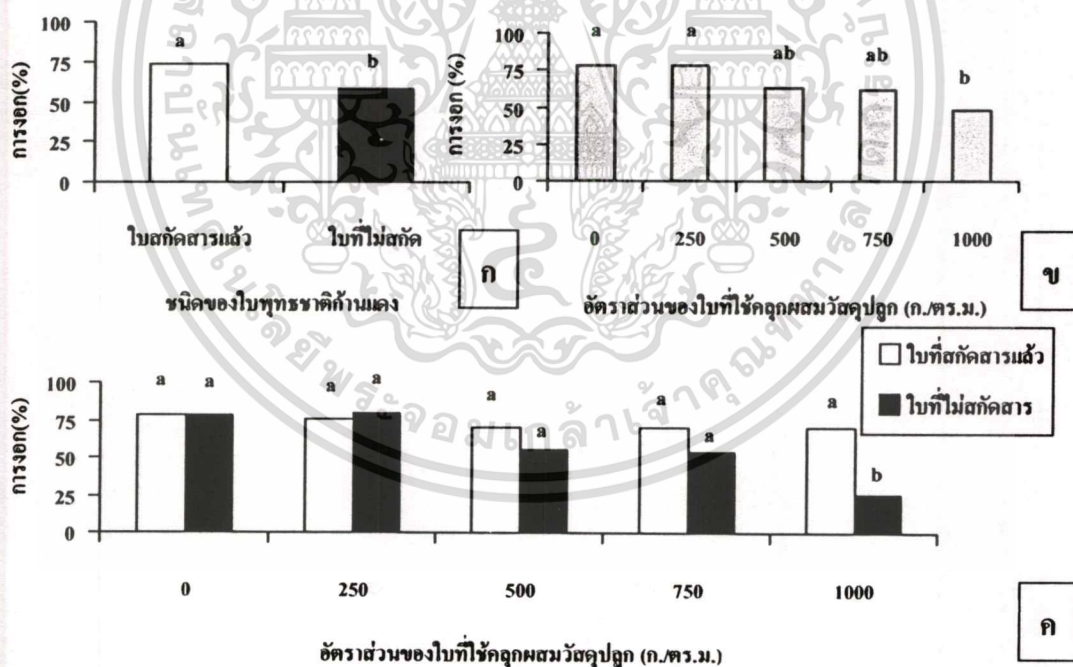 100
75
50
25
0
การงอก(%)
a
b
ใบสกัดสารแล้ว
ใบที่ไม่สกัด
ชนิดของใบพุทธชาติก้านแดง
ก
100
75
50
25
0
การงอก (%)
a
a
ab
ab
b
0
250
500
750
1000
อัตราส่วนของใบที่ใช้คลุกผสมวัสดุปลูก (ก./ตร.ม.)
ข
ใบที่สกัดสารแล้ว
ใบที่ไม่สกัดสาร
100
75
50
25
0
การงอก(%)
a a
a a
a a
a a
a b
0
250
500
750
1000
อัตราส่วนของใบที่ใช้คลุกผสมวัสดุปลูก (ก./ตร.ม.)
ค